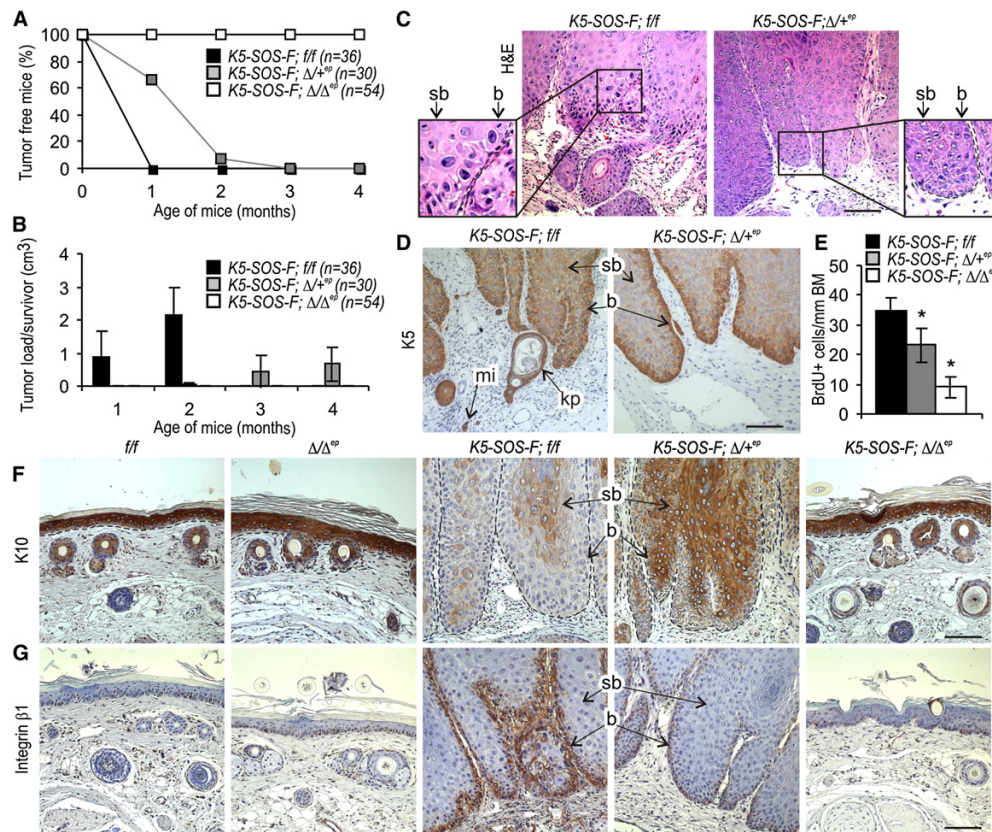 A
Tumor free mice (%)
100
80
60
40
20
0
K5-SOS-F; f/f (n=36)
K5-SOS-F; Δ/+ep (n=30)
K5-SOS-F; Δ/Δep (n=54)
0 1 2 3 4
Age of mice (months)
B
Tumor load/survivor (cm3)
4
3
2
1
0
K5-SOS-F; f/f (n=36)
K5-SOS-F; Δ/+ep (n=30)
K5-SOS-F; Δ/Δep (n=54)
1 2 3 4
Age of mice (months)
C
K5-SOS-F; f/f K5-SOS-F;Δ/+ep
H&E
sb b sb b
D
K5-SOS-F; f/f K5-SOS-F; Δ/+ep
K5
sb
b
mi
kp
E
K5-SOS-F; f/f
K5-SOS-F; Δ/+ep
K5-SOS-F; Δ/Δep
BrdU+ cells/mm BM
50
40
30
20
10
0
*
*
f/f Δ/Δep K5-SOS-F; f/f K5-SOS-F; Δ/+ep K5-SOS-F; Δ/Δep
F
K10
sb
b
G
Integrin β1
sb
b